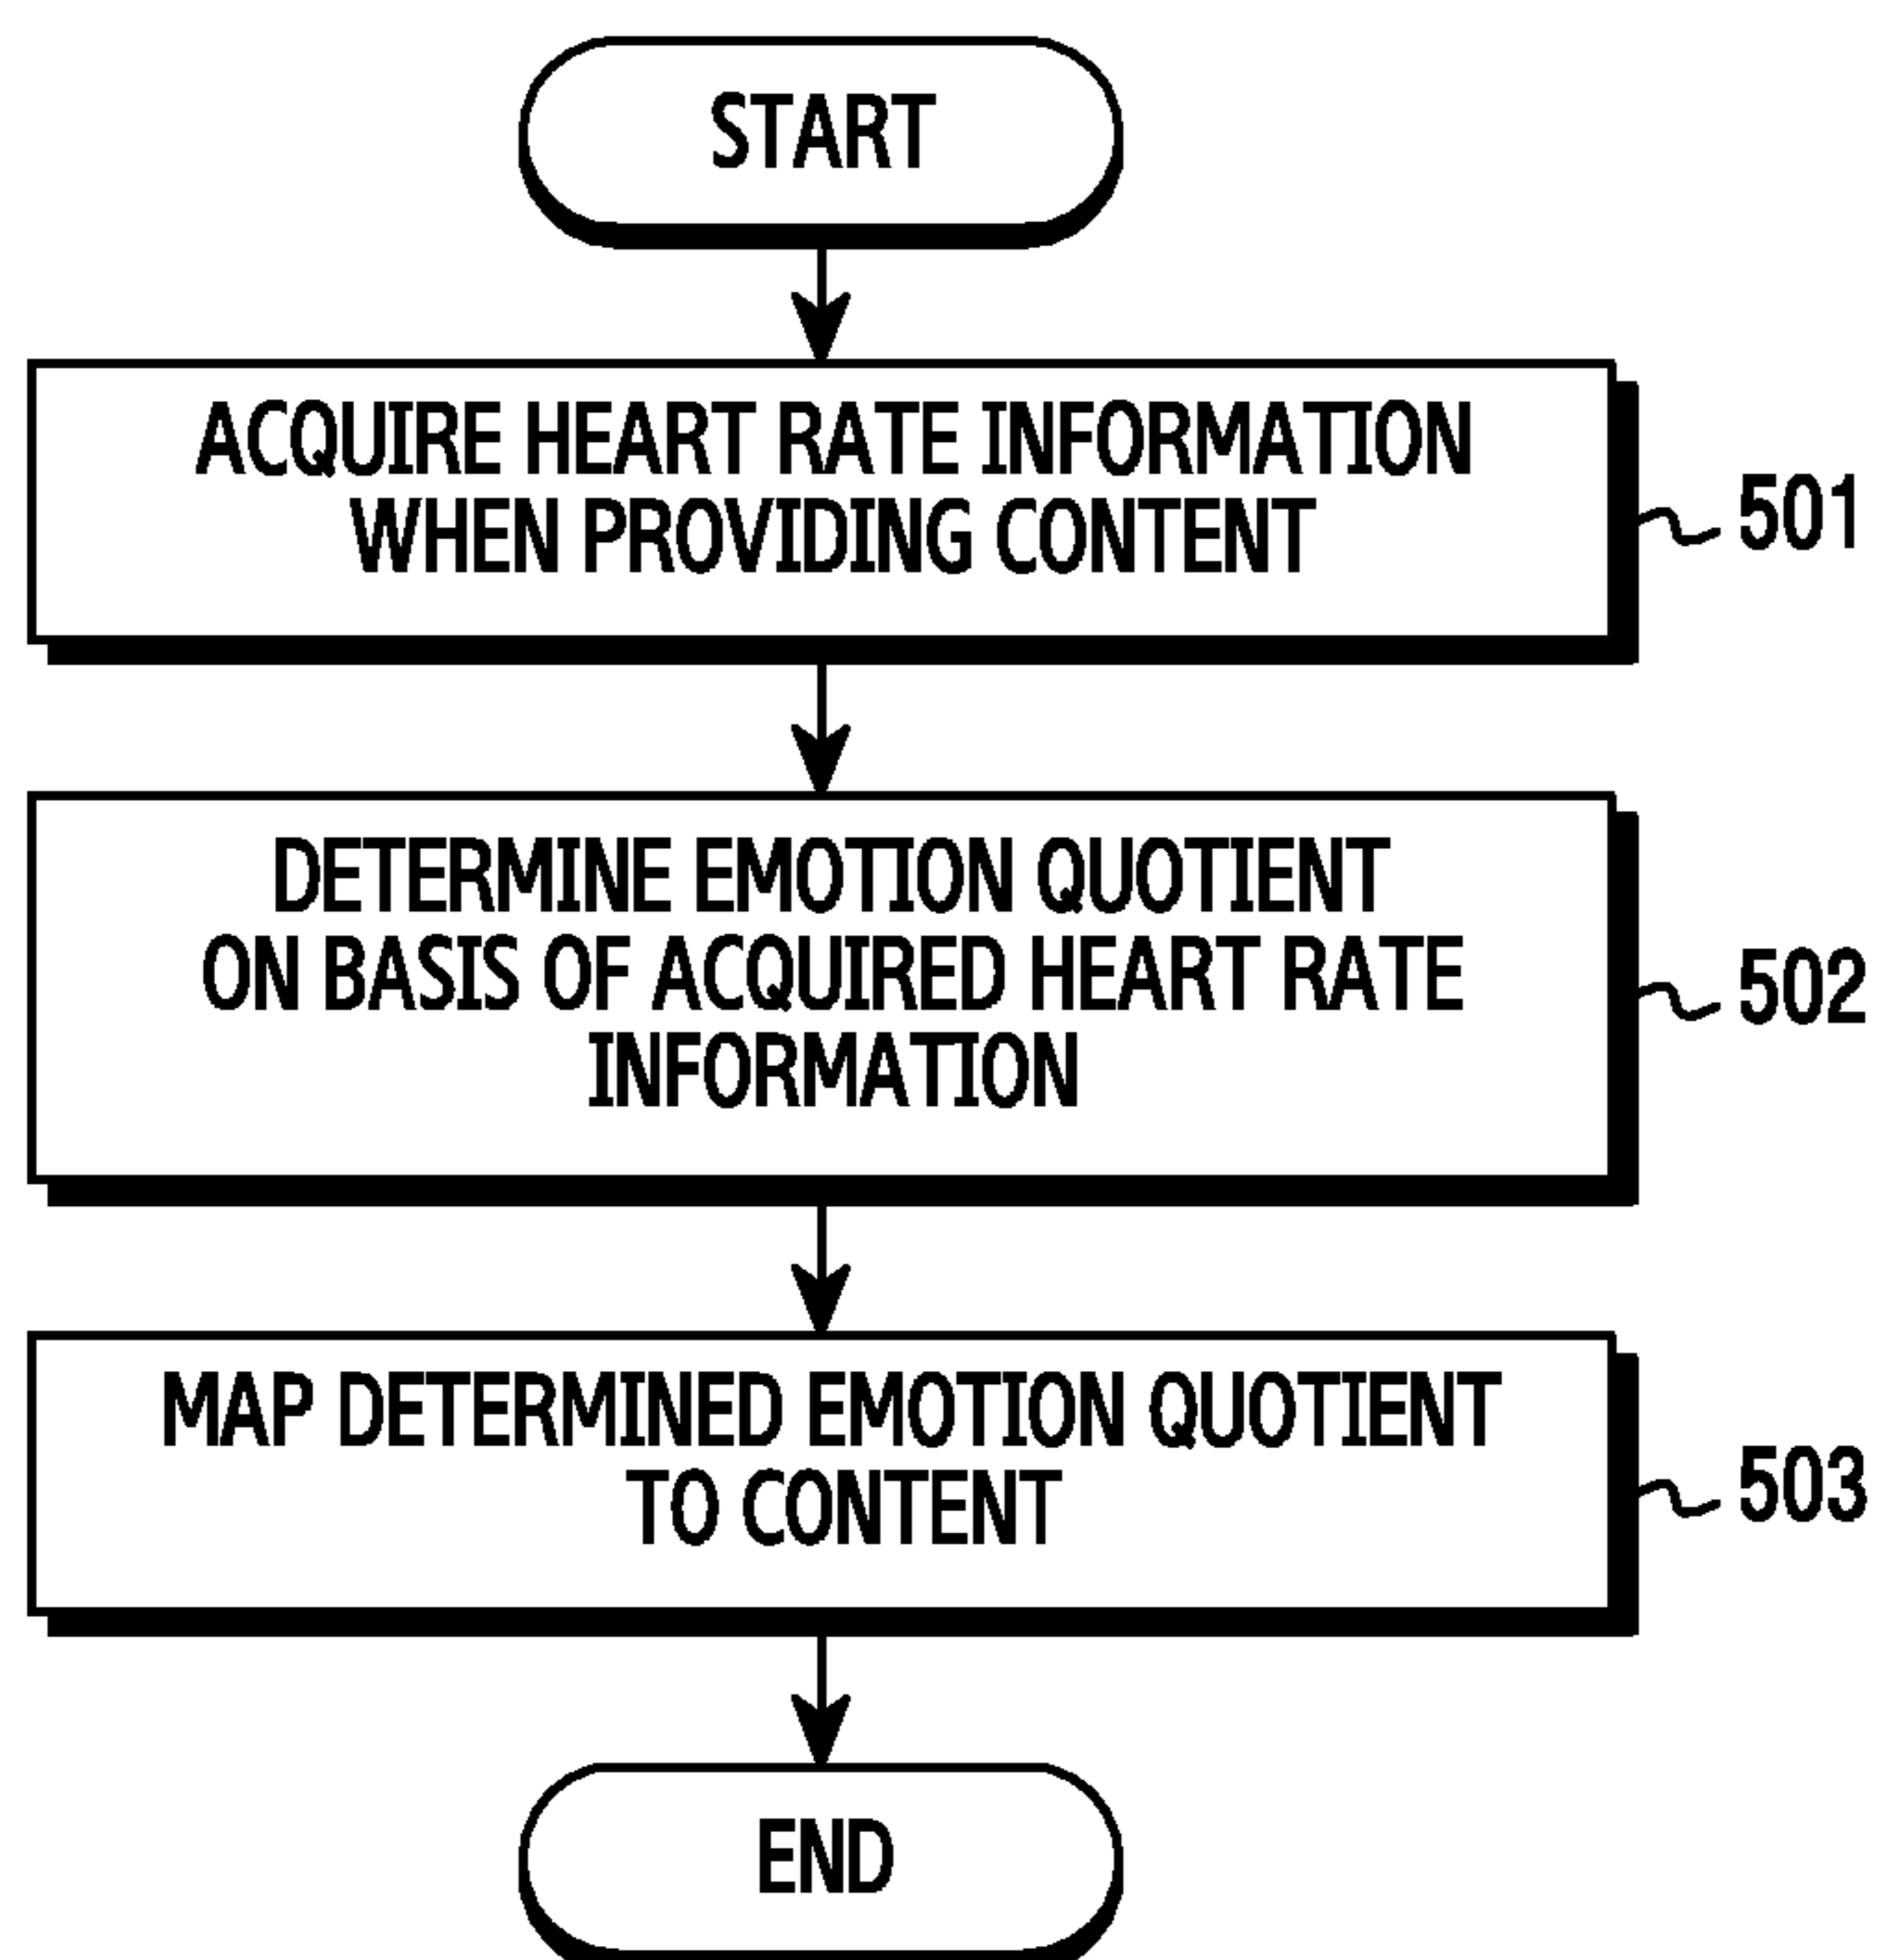 START
ACQUIRE HEART RATE INFORMATION
WHEN PROVIDING CONTENT
501
DETERMINE EMOTION QUOTIENT
ON BASIS OF ACQUIRED HEART RATE
INFORMATION
502
MAP DETERMINED EMOTION QUOTIENT
TO CONTENT
503
END